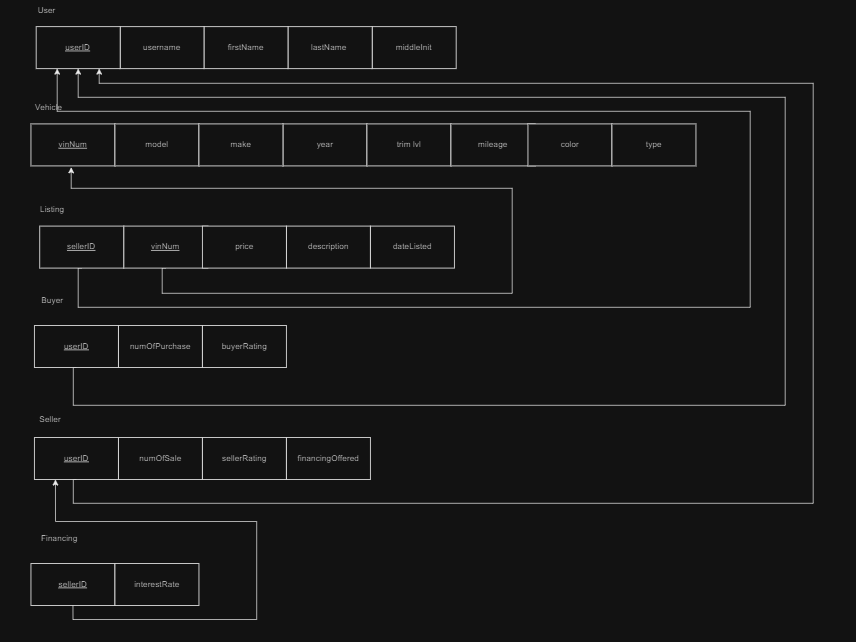 User
userID username firstName lastName middleInit
Vehicle
vinNum model make year trim lvl mileage color type
Listing
sellerID vinNum price description dateListed
Buyer
userID numOfPurchase buyerRating
Seller
userID numOfSale sellerRating financingOffered
Financing
sellerID interestRate